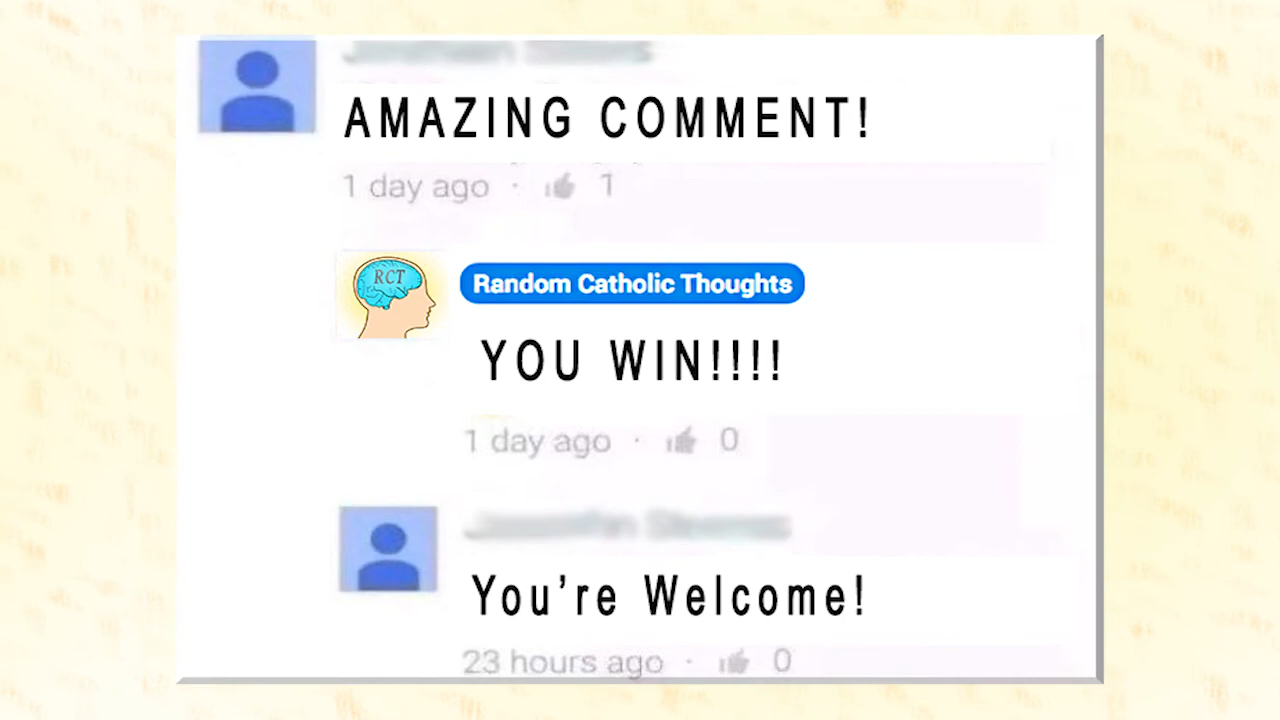 AMAZING COMMENT!
1 day ago · 1
RCT
Random Catholic Thoughts
YOU WIN!!!!
1 day ago · 0
You're Welcome!
23 hours ago · 0